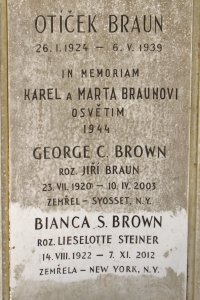 OTÍČEK BRAUN
26. 1. 1924 – 6. V. 1939
IN MEMORIAM
KAREL a MARTA BRAUNOVI
OSVĚTIM
1944
GEORGE C. BROWN
ROZ. JIŘÍ BRAUN
23. VII. 1920 – 10. IV. 2003
ZEMŘEL – SYOSSET, N.Y.
BIANCA S. BROWN
ROZ. LIESELOTTE STEINER
14. VIII. 1922 – 7. XI. 2012
ZEMŘELA – NEW YORK, N.Y.